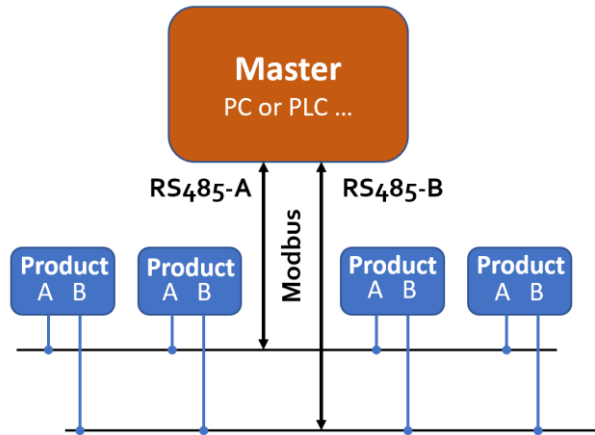 Master
PC or PLC ...
RS485-A
RS485-B
Modbus
Product
A B
Product
A B
Product
A B
Product
A B